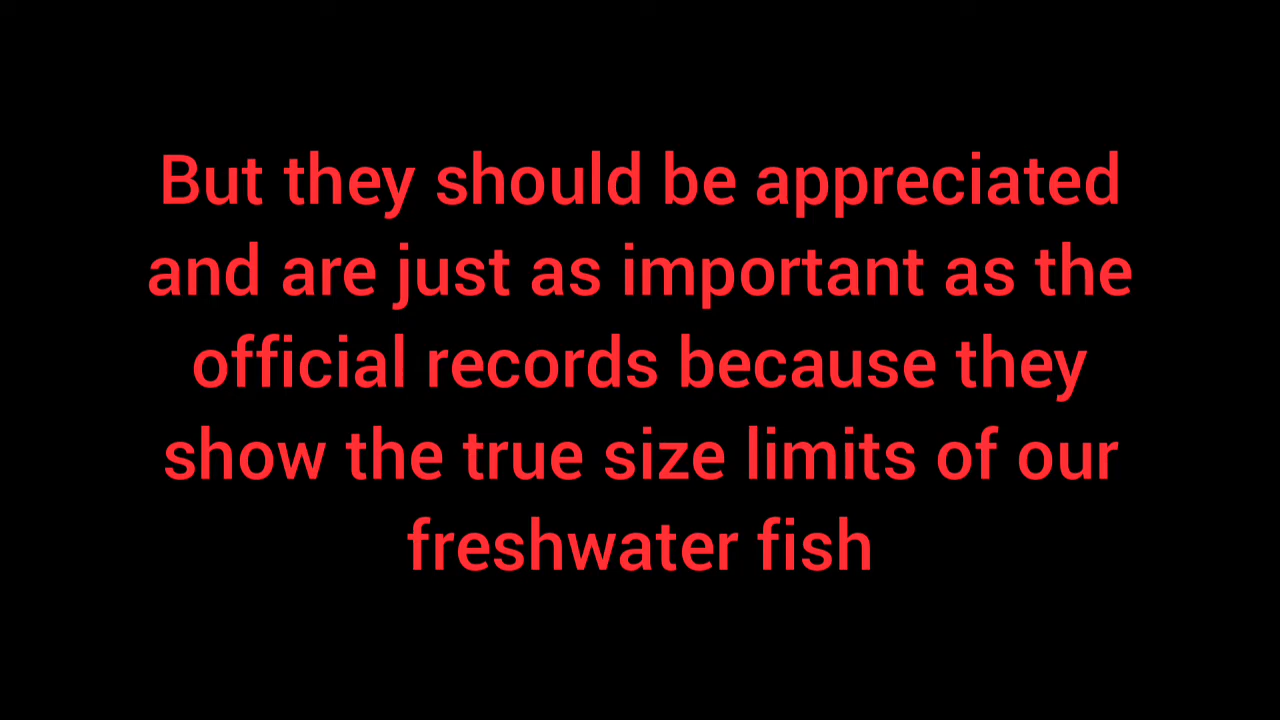 But they should be appreciated
and are just as important as the
official records because they
show the true size limits of our
freshwater fish